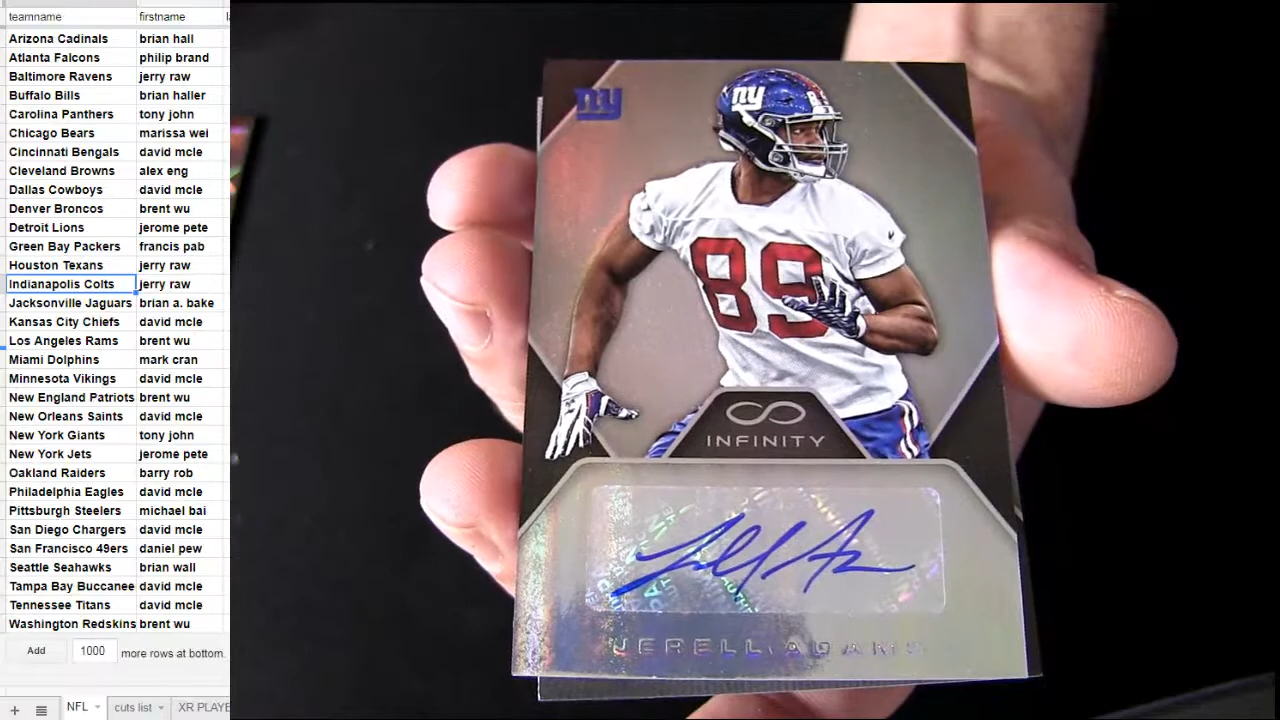 teamname firstname
Arizona Cadinals brian hall
Atlanta Falcons philip brand
Baltimore Ravens jerry raw
Buffalo Bills brian haller
Carolina Panthers tony john
Chicago Bears marissa wei
Cincinnati Bengals david mcle
Cleveland Browns alex eng
Dallas Cowboys david mcle
Denver Broncos brent wu
Detroit Lions jerome pete
Green Bay Packers francis pab
Houston Texans jerry raw
Indianapolis Colts jerry raw
Jacksonville Jaguars brian a. bake
Kansas City Chiefs david mcle
Los Angeles Rams brent wu
Miami Dolphins mark cran
Minnesota Vikings david mcle
New England Patriots brent wu
New Orleans Saints david mcle
New York Giants tony john
New York Jets jerome pete
Oakland Raiders barry rob
Philadelphia Eagles david mcle
Pittsburgh Steelers michael bai
San Diego Chargers david mcle
San Francisco 49ers daniel pew
Seattle Seahawks brian wall
Tampa Bay Buccanee david mcle
Tennessee Titans david mcle
Washington Redskins brent wu
Add 1000 more rows at bottom.
NFL cuts list XR PLAYE
ny
ny
89
INFINITY
JERELL ADAMS